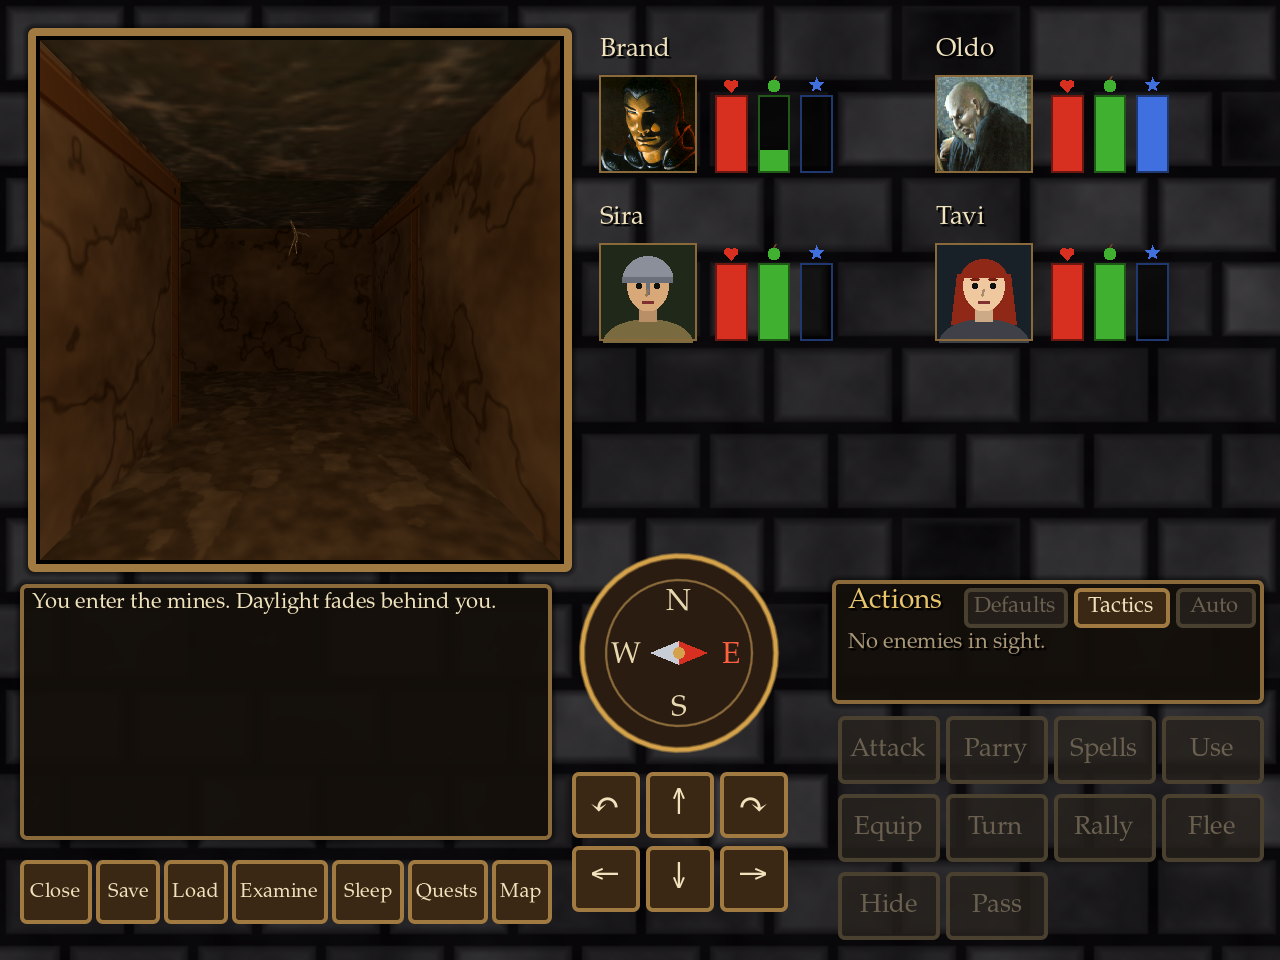 Brand
Oldo
Sira
Tavi
You enter the mines. Daylight fades behind you.
N
W E
S
Actions Defaults Tactics Auto
No enemies in sight.
Attack Parry Spells Use
Equip Turn Rally Flee
Hide Pass
Close Save Load Examine Sleep Quests Map